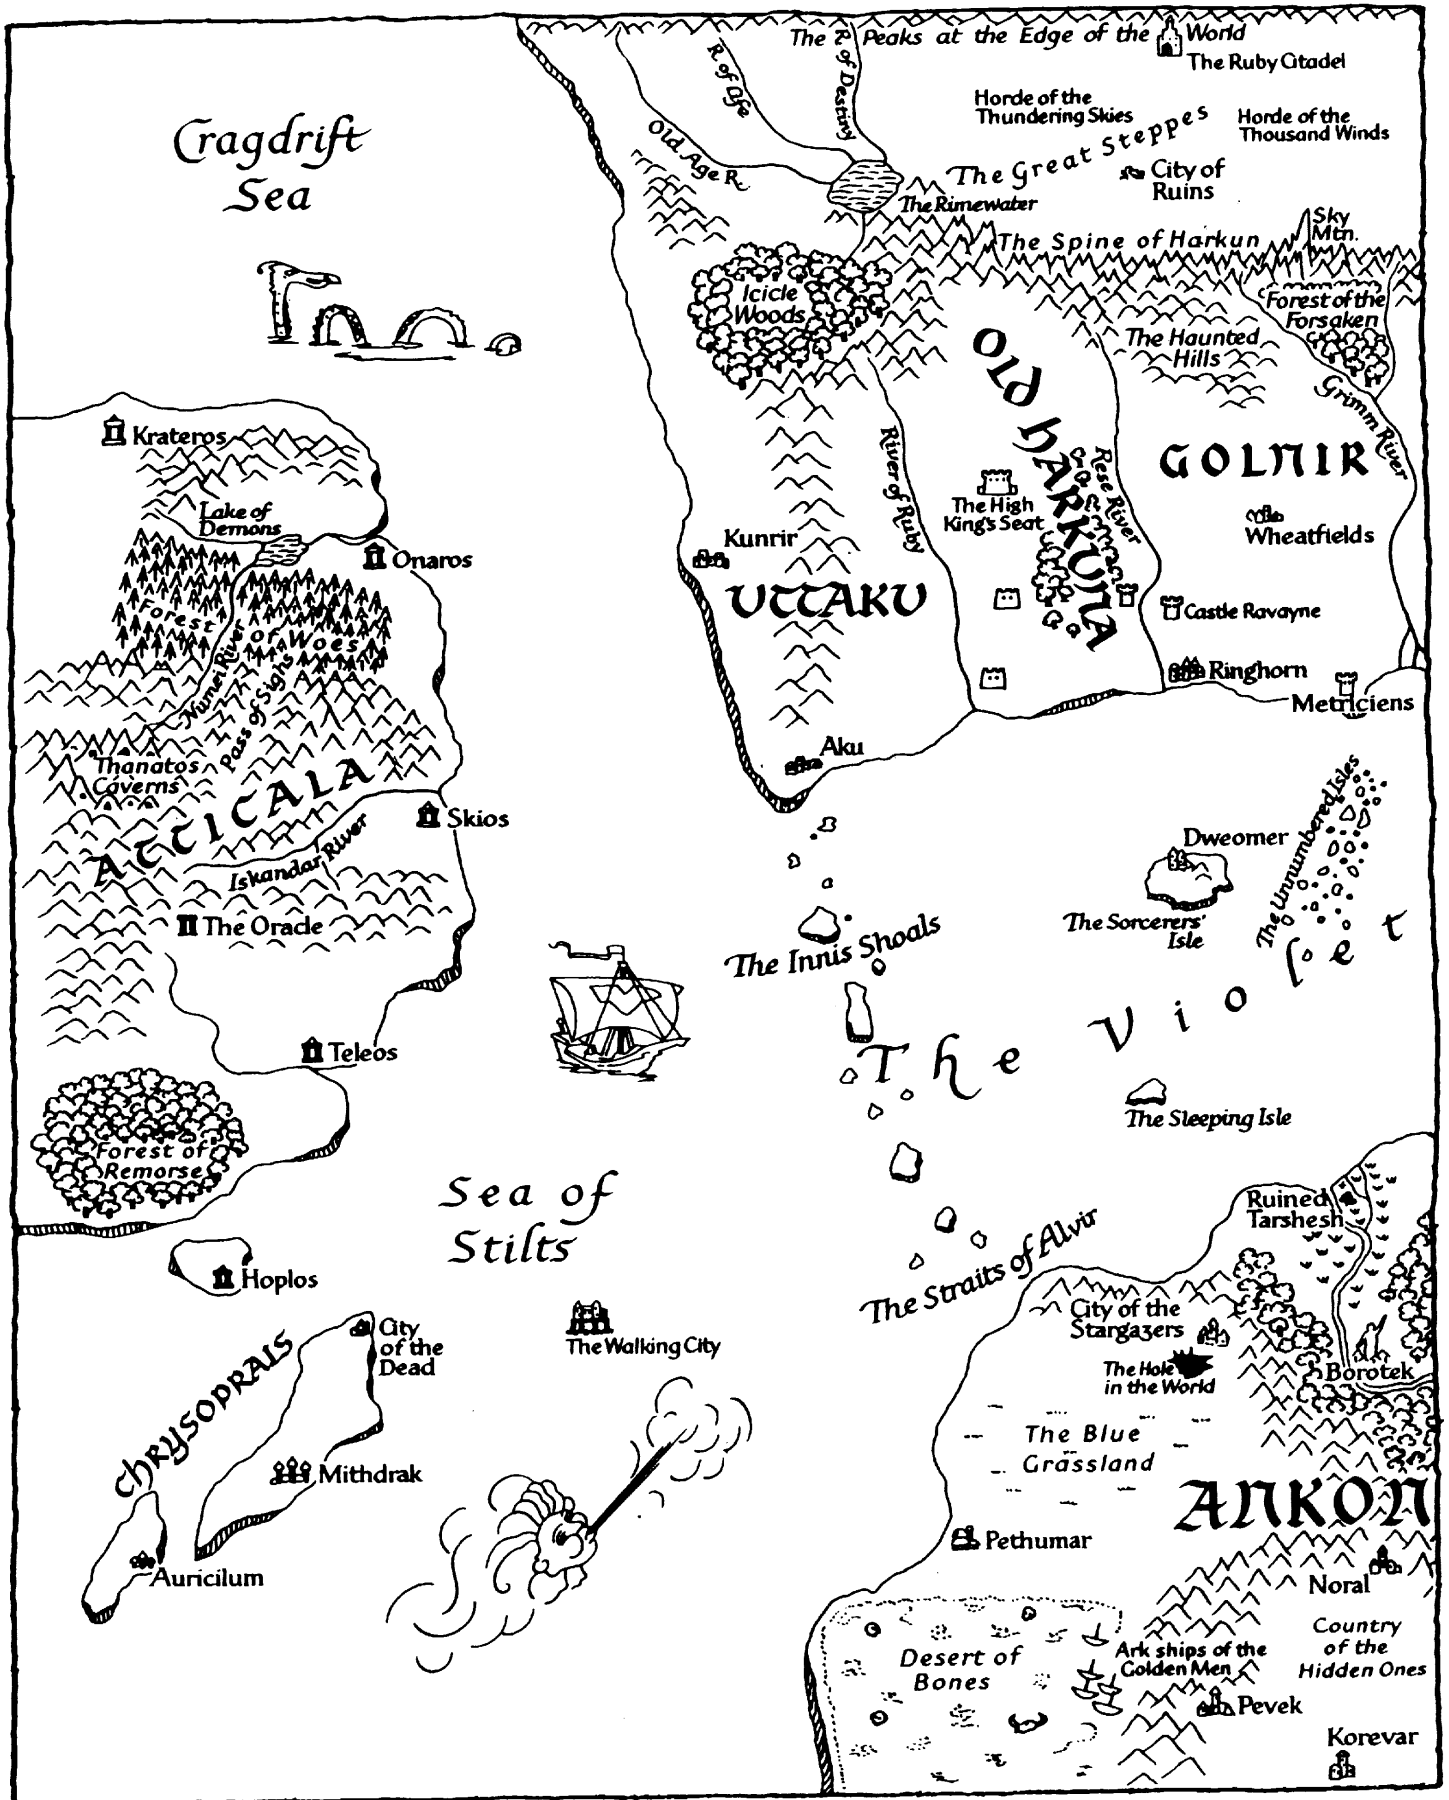 The Peaks at the Edge of the World
The Ruby Citadel
R. of Life
R. of Destiny
Horde of the
Thundering Skies
Horde of the
Thousand Winds
Cragdrift
Sea
Old Age R.
The Great Steppes
City of
Ruins
The Rimewater
Sky
Mtn.
The Spine of Harkun
Icicle
Woods
Forest of the
Forsaken
The Haunted
Hills
OLD HARKUNA
Grimm River
Krateros
River of Ruby
Rese River
GOLNIR
Lake of
Demons
The High
King's Seat
Wheatfields
Kunrir
Onaros
UTTAKU
Castle Ravayne
Forest of Woes
Numei River
Pass of Sighs
Ringhorn
Metriciens
Aku
Thanatos
Caverns
ATTICALA
Skios
Iskandar River
Dweomer
The Unnumbered Isles
The Oracle
The Sorcerers'
Isle
The Innis Shoals
The Violet
Teleos
The Sleeping Isle
Forest of
Remorse
Sea of
Stilts
Ruined
Tarshesh
Hoplos
The Straits of Alvir
City of the
Stargazers
City
of the
Dead
The Walking City
CHRYSOPRAIS
The Hole
in the World
Borotek
The Blue
Grassland
Mithdrak
ANKON
Pethumar
Auricilum
Noral
Desert of
Bones
Ark ships of the
Golden Men
Country
of the
Hidden Ones
Pevek
Korevar